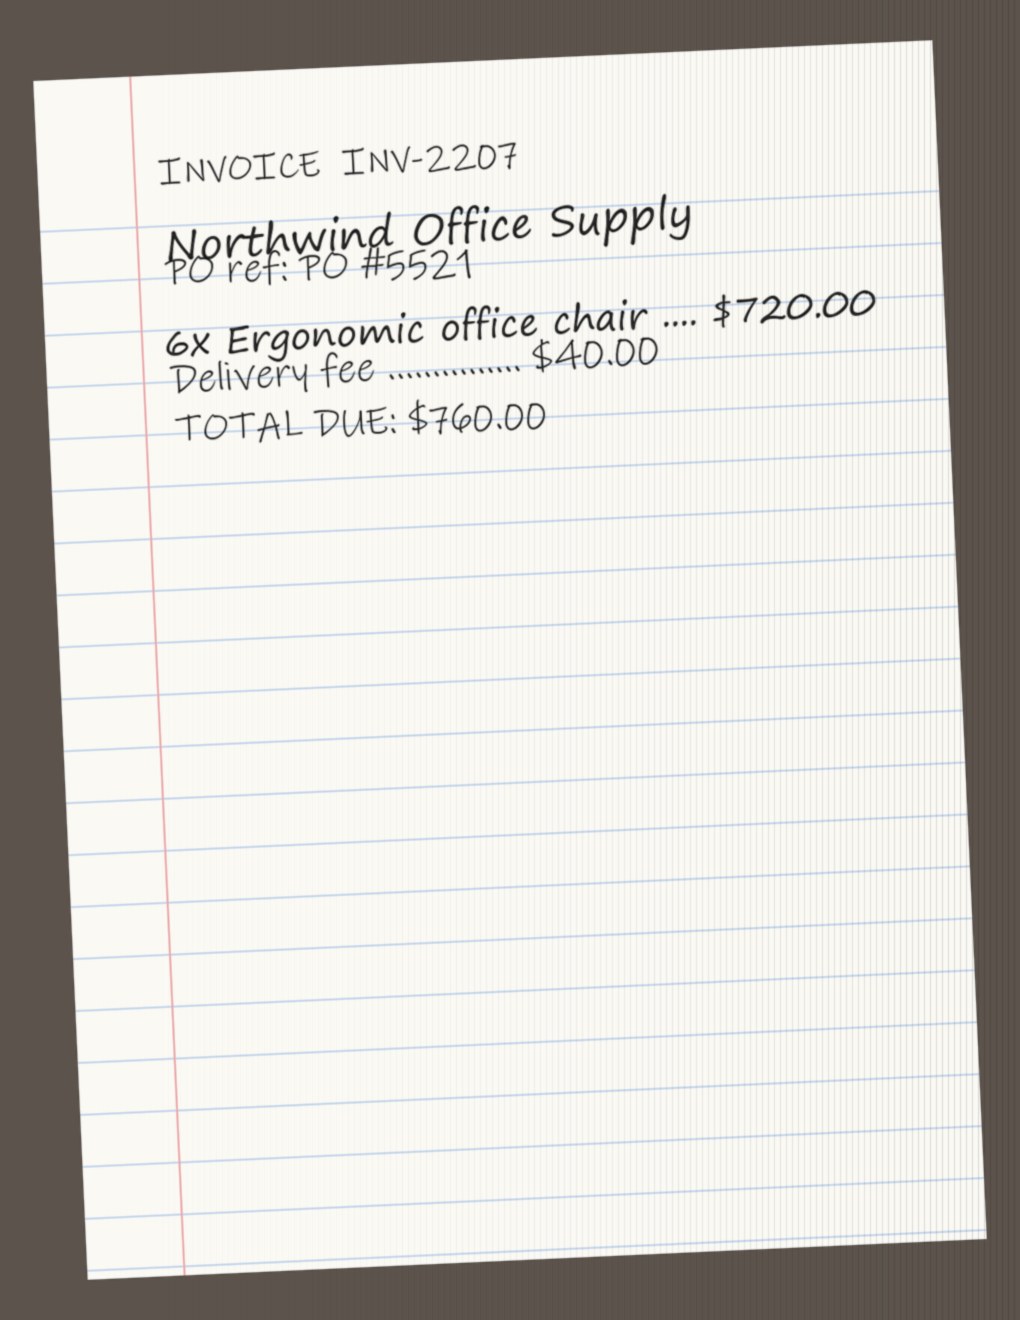 INVOICE INV-2207
Northwind Office Supply
PO ref: PO #5521
6x Ergonomic office chair .... $720.00
Delivery fee ............... $40.00
TOTAL DUE: $760.00